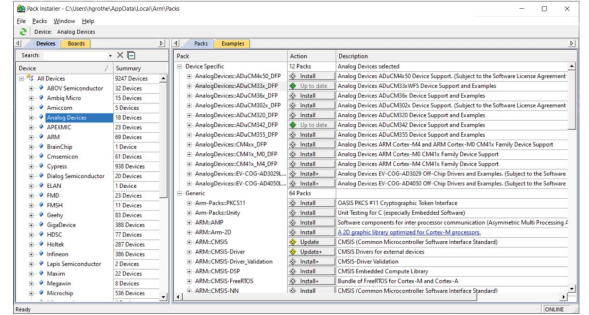 Pack Installer - C:\Users\hgrothe\AppData\Local\Arm\Packs
File Packs Window Help
Device: Analog Devices
Devices Boards
Search:
Device / Summary
All Devices 9247 Devices
ABOV Semiconductor 32 Devices
Ambiq Micro 15 Devices
Amiccom 5 Devices
Analog Devices 18 Devices
APEXMIC 23 Devices
ARM 69 Devices
BrainChip 1 Device
Cmsemicon 61 Devices
Cypress 938 Devices
Dialog Semiconductor 20 Devices
ELAN 1 Device
FMD 23 Devices
FMSH 11 Devices
Geehy 83 Devices
GigaDevice 388 Devices
HDSC 77 Devices
Holtek 287 Devices
Infineon 386 Devices
Lapis Semiconductor 2 Devices
Maxim 22 Devices
Megawin 8 Devices
Microchip 536 Devices
Packs Examples
Pack Action Description
Device Specific 12 Packs Analog Devices selected
AnalogDevices::ADuCM4x50_DFP Install Analog Devices ADuCM4x50 Device Support. (Subject to the Software License Agreement
AnalogDevices::ADuCM33x_DFP Up to date Analog Devices ADuCM33xWFS Device Support and Examples
AnalogDevices::ADuCM36x_DFP Install Analog Devices ADuCM36x Device Support and Examples
AnalogDevices::ADuCM302x_DFP Install Analog Devices ADuCM302x Device Support. (Subject to the Software License Agreement
AnalogDevices::ADuCM320_DFP Install Analog Devices ADuCM320 Device Support and Examples
AnalogDevices::ADuCM342_DFP Up to date Analog Devices ADuCM342 Device Support and Examples
AnalogDevices::ADuCM355_DFP Install Analog Devices ADuCM355 Device Support and Examples
AnalogDevices::CM4xx_DFP Install Analog Devices ARM Cortex-M4 and ARM Cortex-M0 CM41x Family Device Support
AnalogDevices::CM41x_M0_DFP Install Analog Devices ARM Cortex-M0 CM41x Family Device Support
AnalogDevices::CM41x_M4_DFP Install Analog Devices ARM Cortex-M4 CM41x Family Device Support
AnalogDevices::EV-COG-AD3029L... Install+ Analog Devices EV-COG-AD3029 Off-Chip Drivers and Examples. (Subject to the Software
AnalogDevices::EV-COG-AD4050L... Install+ Analog Devices EV-COG-AD4050 Off-Chip Drivers and Examples. (Subject to the Software
Generic 64 Packs
Arm-Packs::PKCS11 Install OASIS PKCS #11 Cryptographic Token Interface
Arm-Packs::Unity Install Unit Testing for C (especially Embedded Software)
ARM::AMP Install Software components for inter processor communication (Asymmetric Multi Processing A
ARM::Arm-2D Install A 2D graphic library optimized for Cortex-M processors.
ARM::CMSIS Update CMSIS (Common Microcontroller Software Interface Standard)
ARM::CMSIS-Driver Update+ CMSIS Drivers for external devices
ARM::CMSIS-Driver_Validation Install+ CMSIS-Driver Validation
ARM::CMSIS-DSP Install CMSIS Embedded Compute Library
ARM::CMSIS-FreeRTOS Install+ Bundle of FreeRTOS for Cortex-M and Cortex-A
ARM::CMSIS-NN Install+ CMSIS (Common Microcontroller Software Interface Standard)
Ready ONLINE